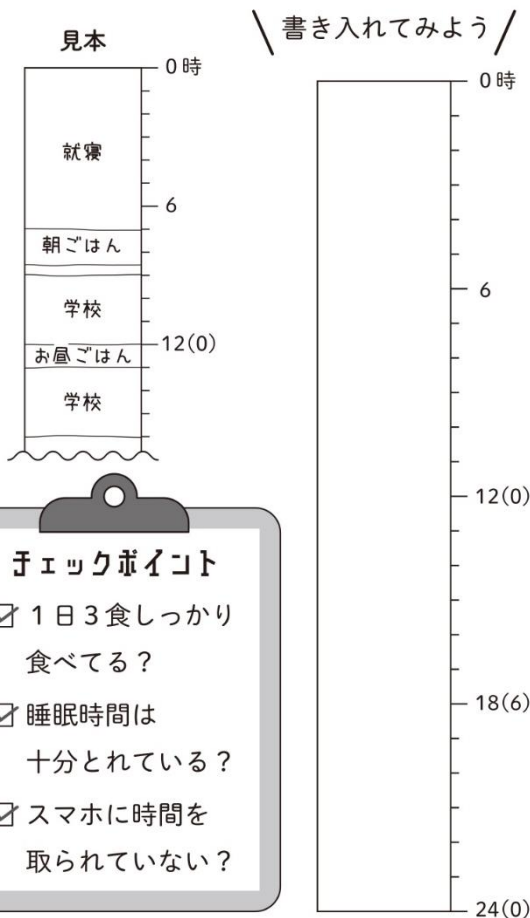 見本
0時
就寝
6
朝ごはん
学校
12(0)
お昼ごはん
学校
チェックポイント
1日3食しっかり
食べてる？
睡眠時間は
十分とれている？
スマホに時間を
取られていない？
書き入れてみよう
0時
6
12(0)
18(6)
24(0)